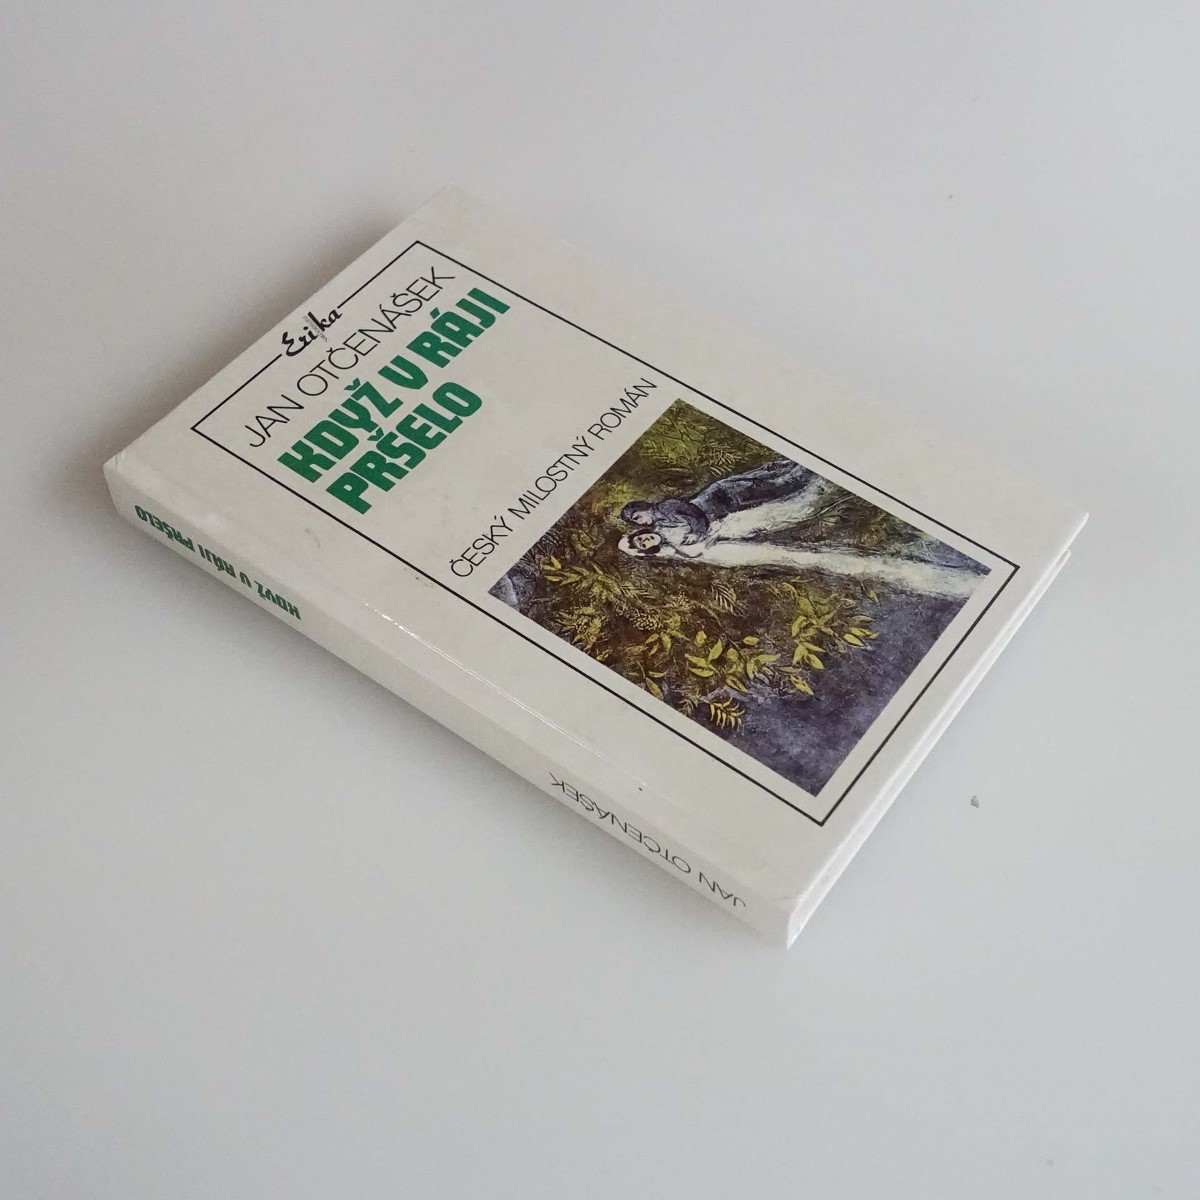 Erika
JAN OTČENÁŠEK
KDYŽ V RÁJI
PRŠELO
ČESKÝ MILOSTNÝ ROMÁN
JAN OTČENÁŠEK
KDYŽ V RÁJI PRŠELO